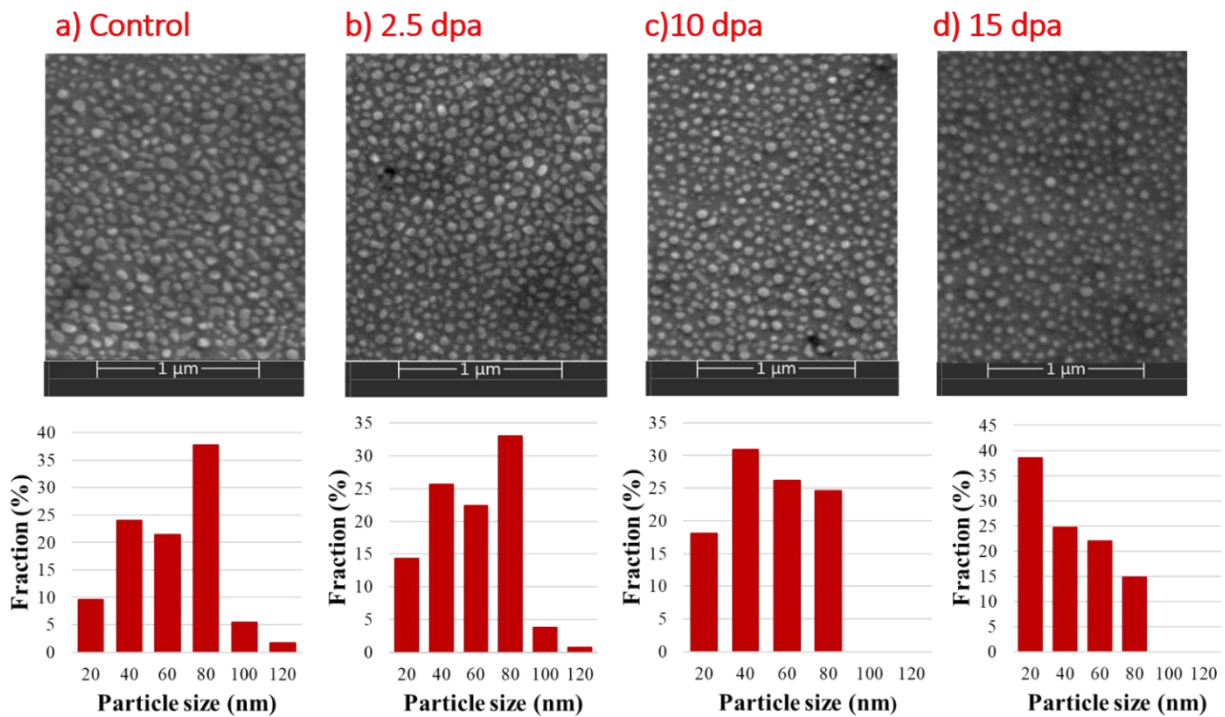 a) Control
b) 2.5 dpa
c)10 dpa
d) 15 dpa
1 µm
1 µm
1 µm
1 µm
40
35
30
25
20
15
10
5
0
Fraction (%)
20 40 60 80 100 120
Particle size (nm)
35
30
25
20
15
10
5
0
Fraction (%)
20 40 60 80 100 120
Particle size (nm)
35
30
25
20
15
10
5
0
Fraction (%)
20 40 60 80 100 120
Particle size (nm)
45
40
35
30
25
20
15
10
5
0
Fraction (%)
20 40 60 80 100 120
Particle size (nm)